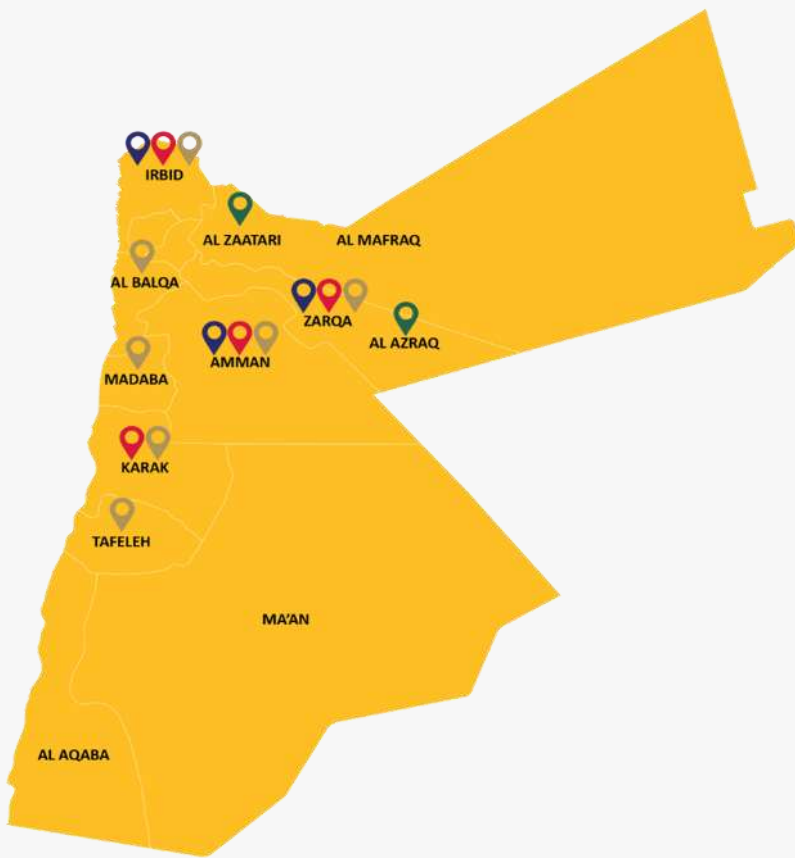 IRBID
AL ZAATARI
AL MAFRAQ
AL BALQA
ZARQA
AL AZRAQ
AMMAN
MADABA
KARAK
TAFELEH
MA'AN
AL AQABA